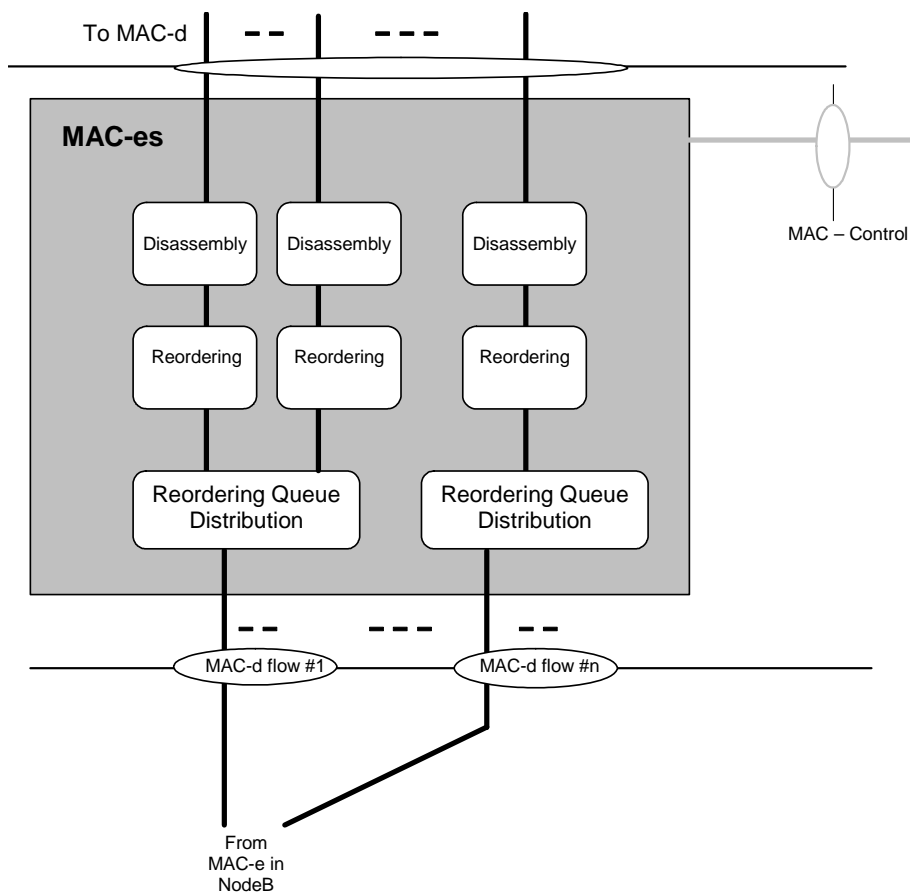 To MAC-d
MAC-es
MAC – Control
Disassembly
Disassembly
Disassembly
Reordering
Reordering
Reordering
Reordering Queue
Distribution
Reordering Queue
Distribution
MAC-d flow #1
MAC-d flow #n
From
MAC-e in
NodeB